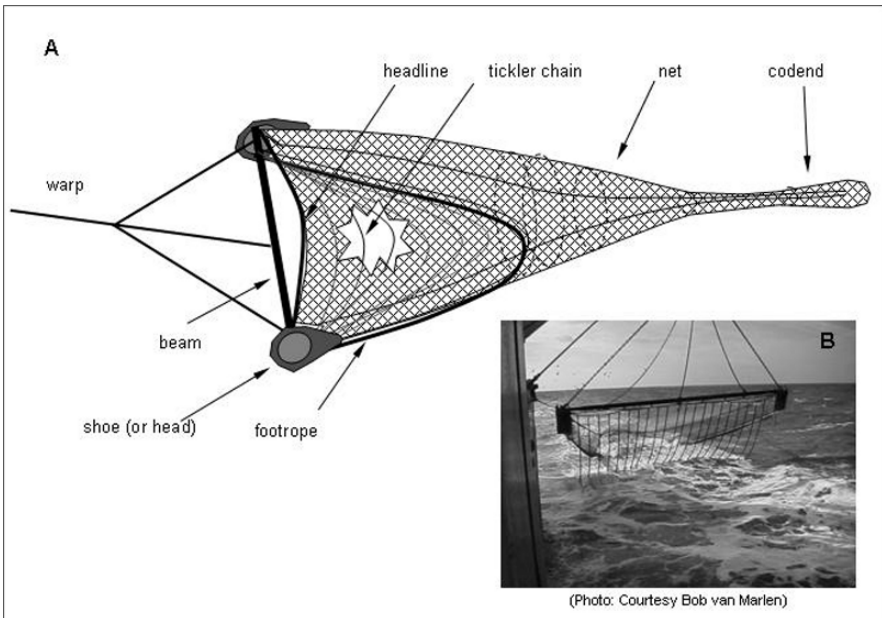 A
headline
tickler chain
net
codend
warp
beam
shoe (or head)
footrope
B
(Photo: Courtesy Bob van Marlen)